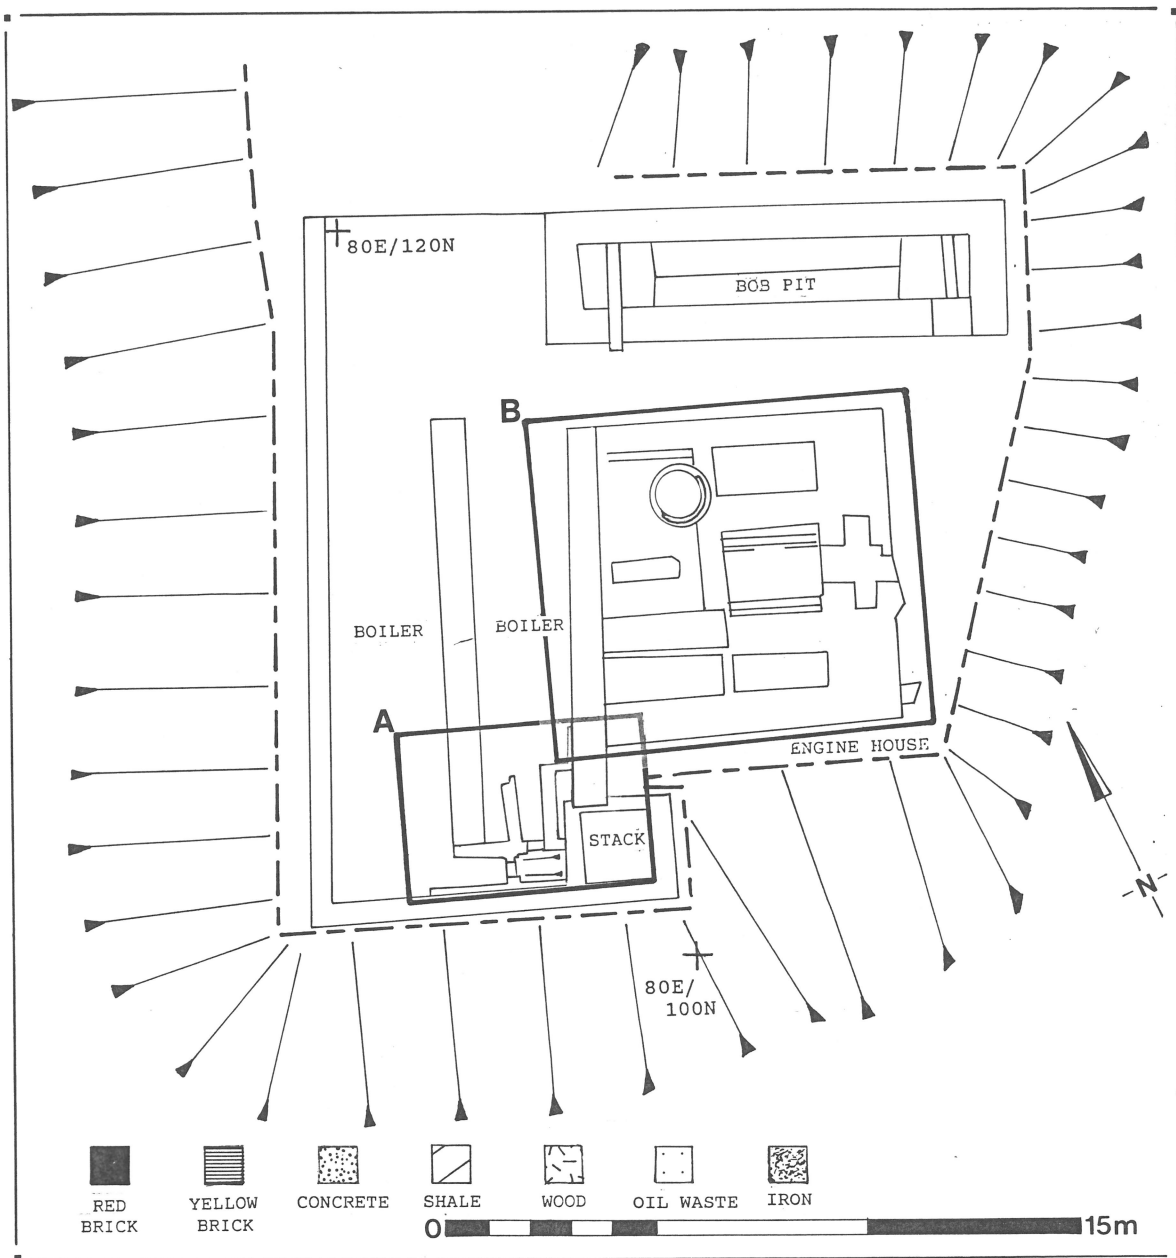 80E/120N
BOB PIT
B
BOILER
BOILER
A
ENGINE HOUSE
STACK
N
80E/
100N
RED
BRICK
YELLOW
BRICK
CONCRETE
SHALE
WOOD
OIL WASTE
IRON
0
15m